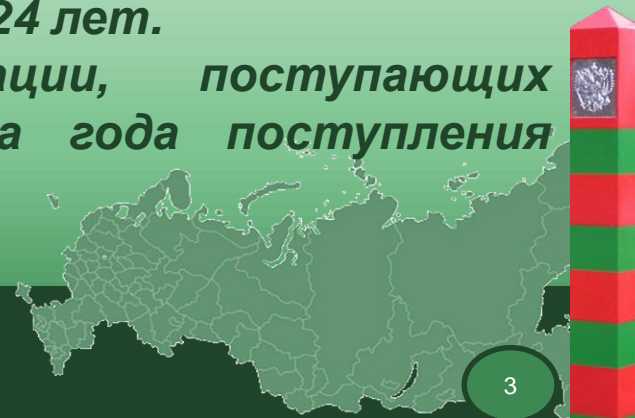 24 лет.
ации, поступающих
а года поступления
3